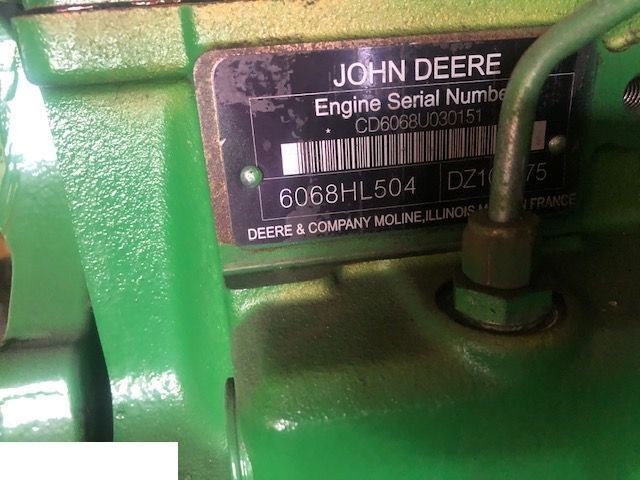 JOHN DEERE
Engine Serial Number
* CD6068U030151
6068HL504
DEERE & COMPANY MOLINE,ILLINOIS FRANCE